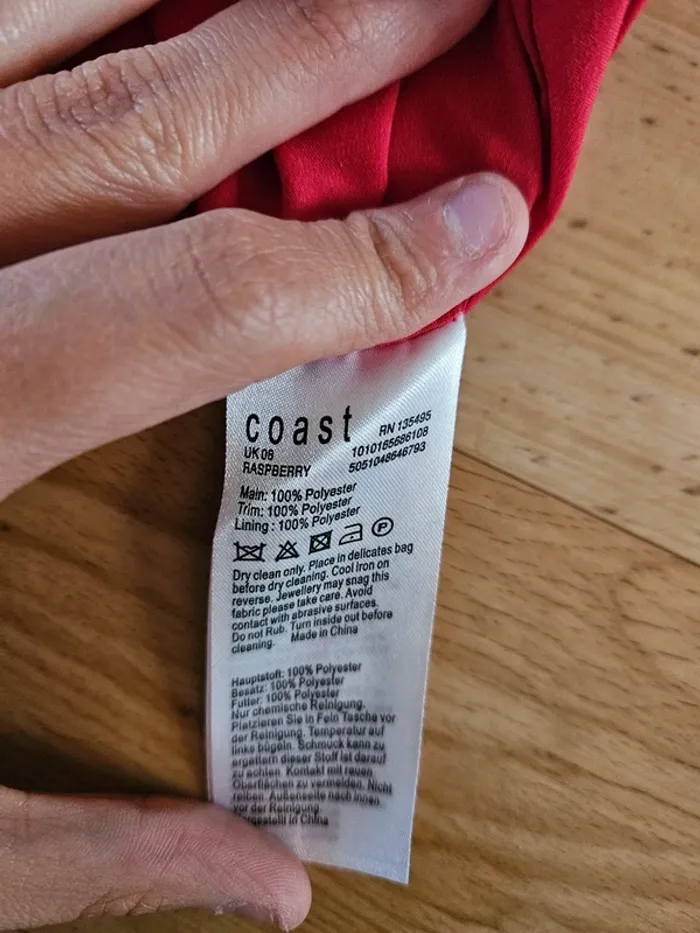 coast
RN 135495
UK 08
1010165686108
RASPBERRY
5051048646793
Main: 100% Polyester
Trim: 100% Polyester
Lining : 100% Polyester
P
Dry clean only. Place in delicates bag
before dry cleaning. Cool iron on
reverse. Jewellery may snag this
fabric please take care. Avoid
contact with abrasive surfaces.
Do not Rub. Turn inside out before
cleaning. Made in China
Hauptstoff: 100% Polyester
Besatz: 100% Polyester
Futter: 100% Polyester
Nur chemische Reinigung.
Platzieren Sie in Fein Tasche vor
der Reinigung. Temperatur auf
links bügeln. Schmuck kann zu
ergattern dieser Stoff ist darauf
zu achten. Kontakt mit rauen
Oberflächen zu vermeiden. Nicht
reiben. Außenseite nach innen
vor der Reinigung.
in China